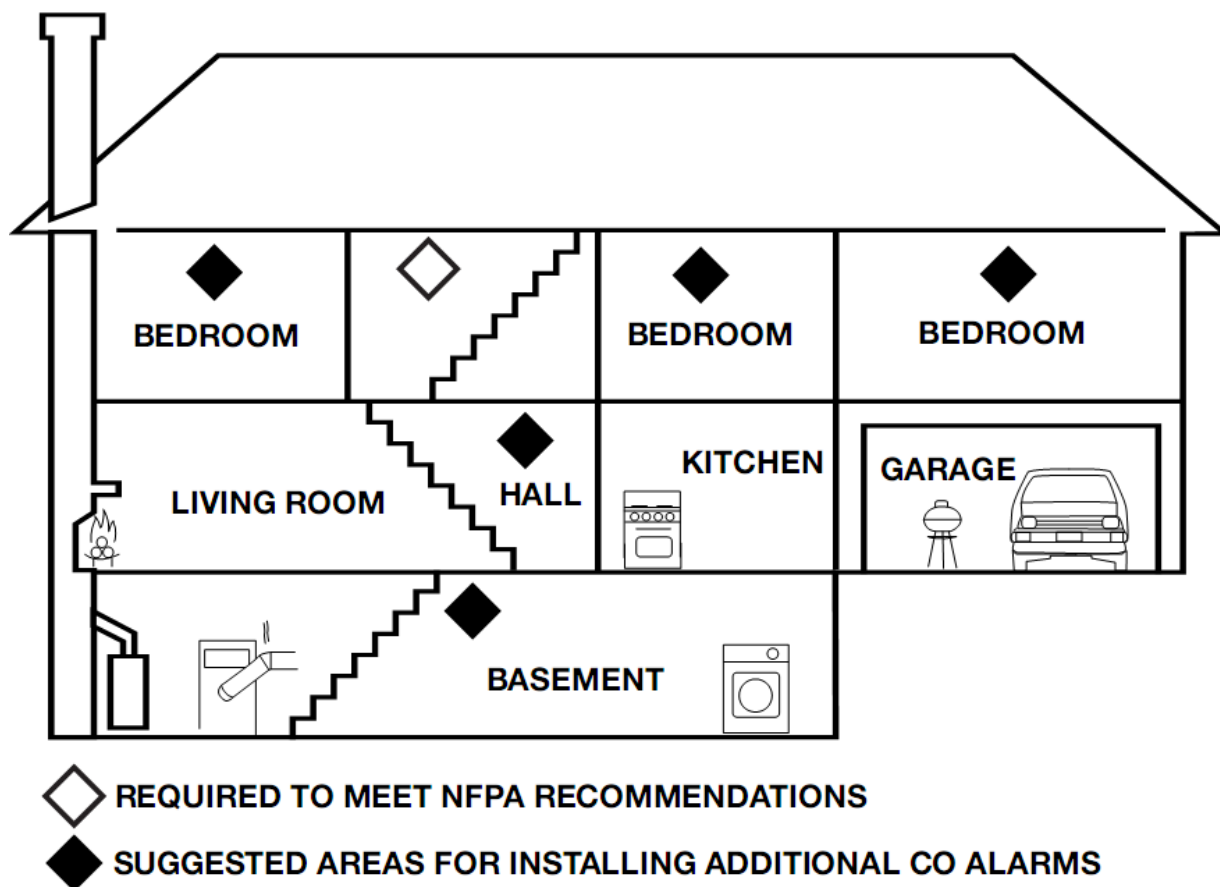 BEDROOM
BEDROOM
BEDROOM
LIVING ROOM
HALL
KITCHEN
GARAGE
BASEMENT
REQUIRED TO MEET NFPA RECOMMENDATIONS
SUGGESTED AREAS FOR INSTALLING ADDITIONAL CO ALARMS